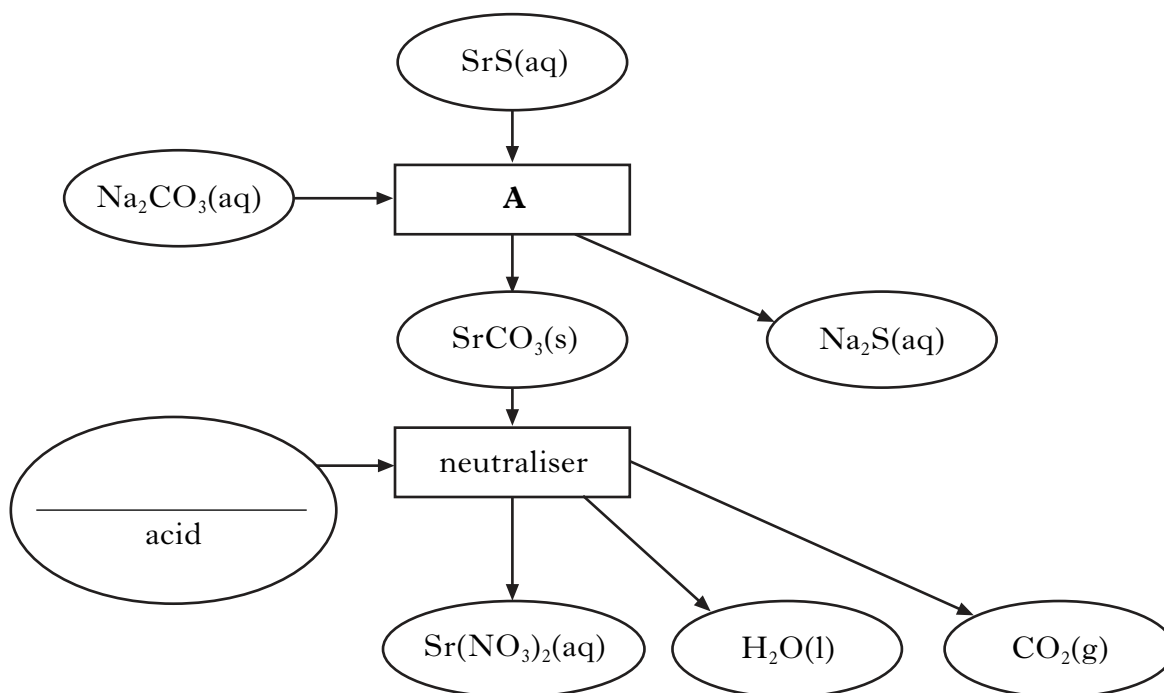 SrS(aq)
Na₂CO₃(aq)
A
SrCO₃(s)
Na₂S(aq)
neutraliser
acid
Sr(NO₃)₂(aq)
H₂O(l)
CO₂(g)